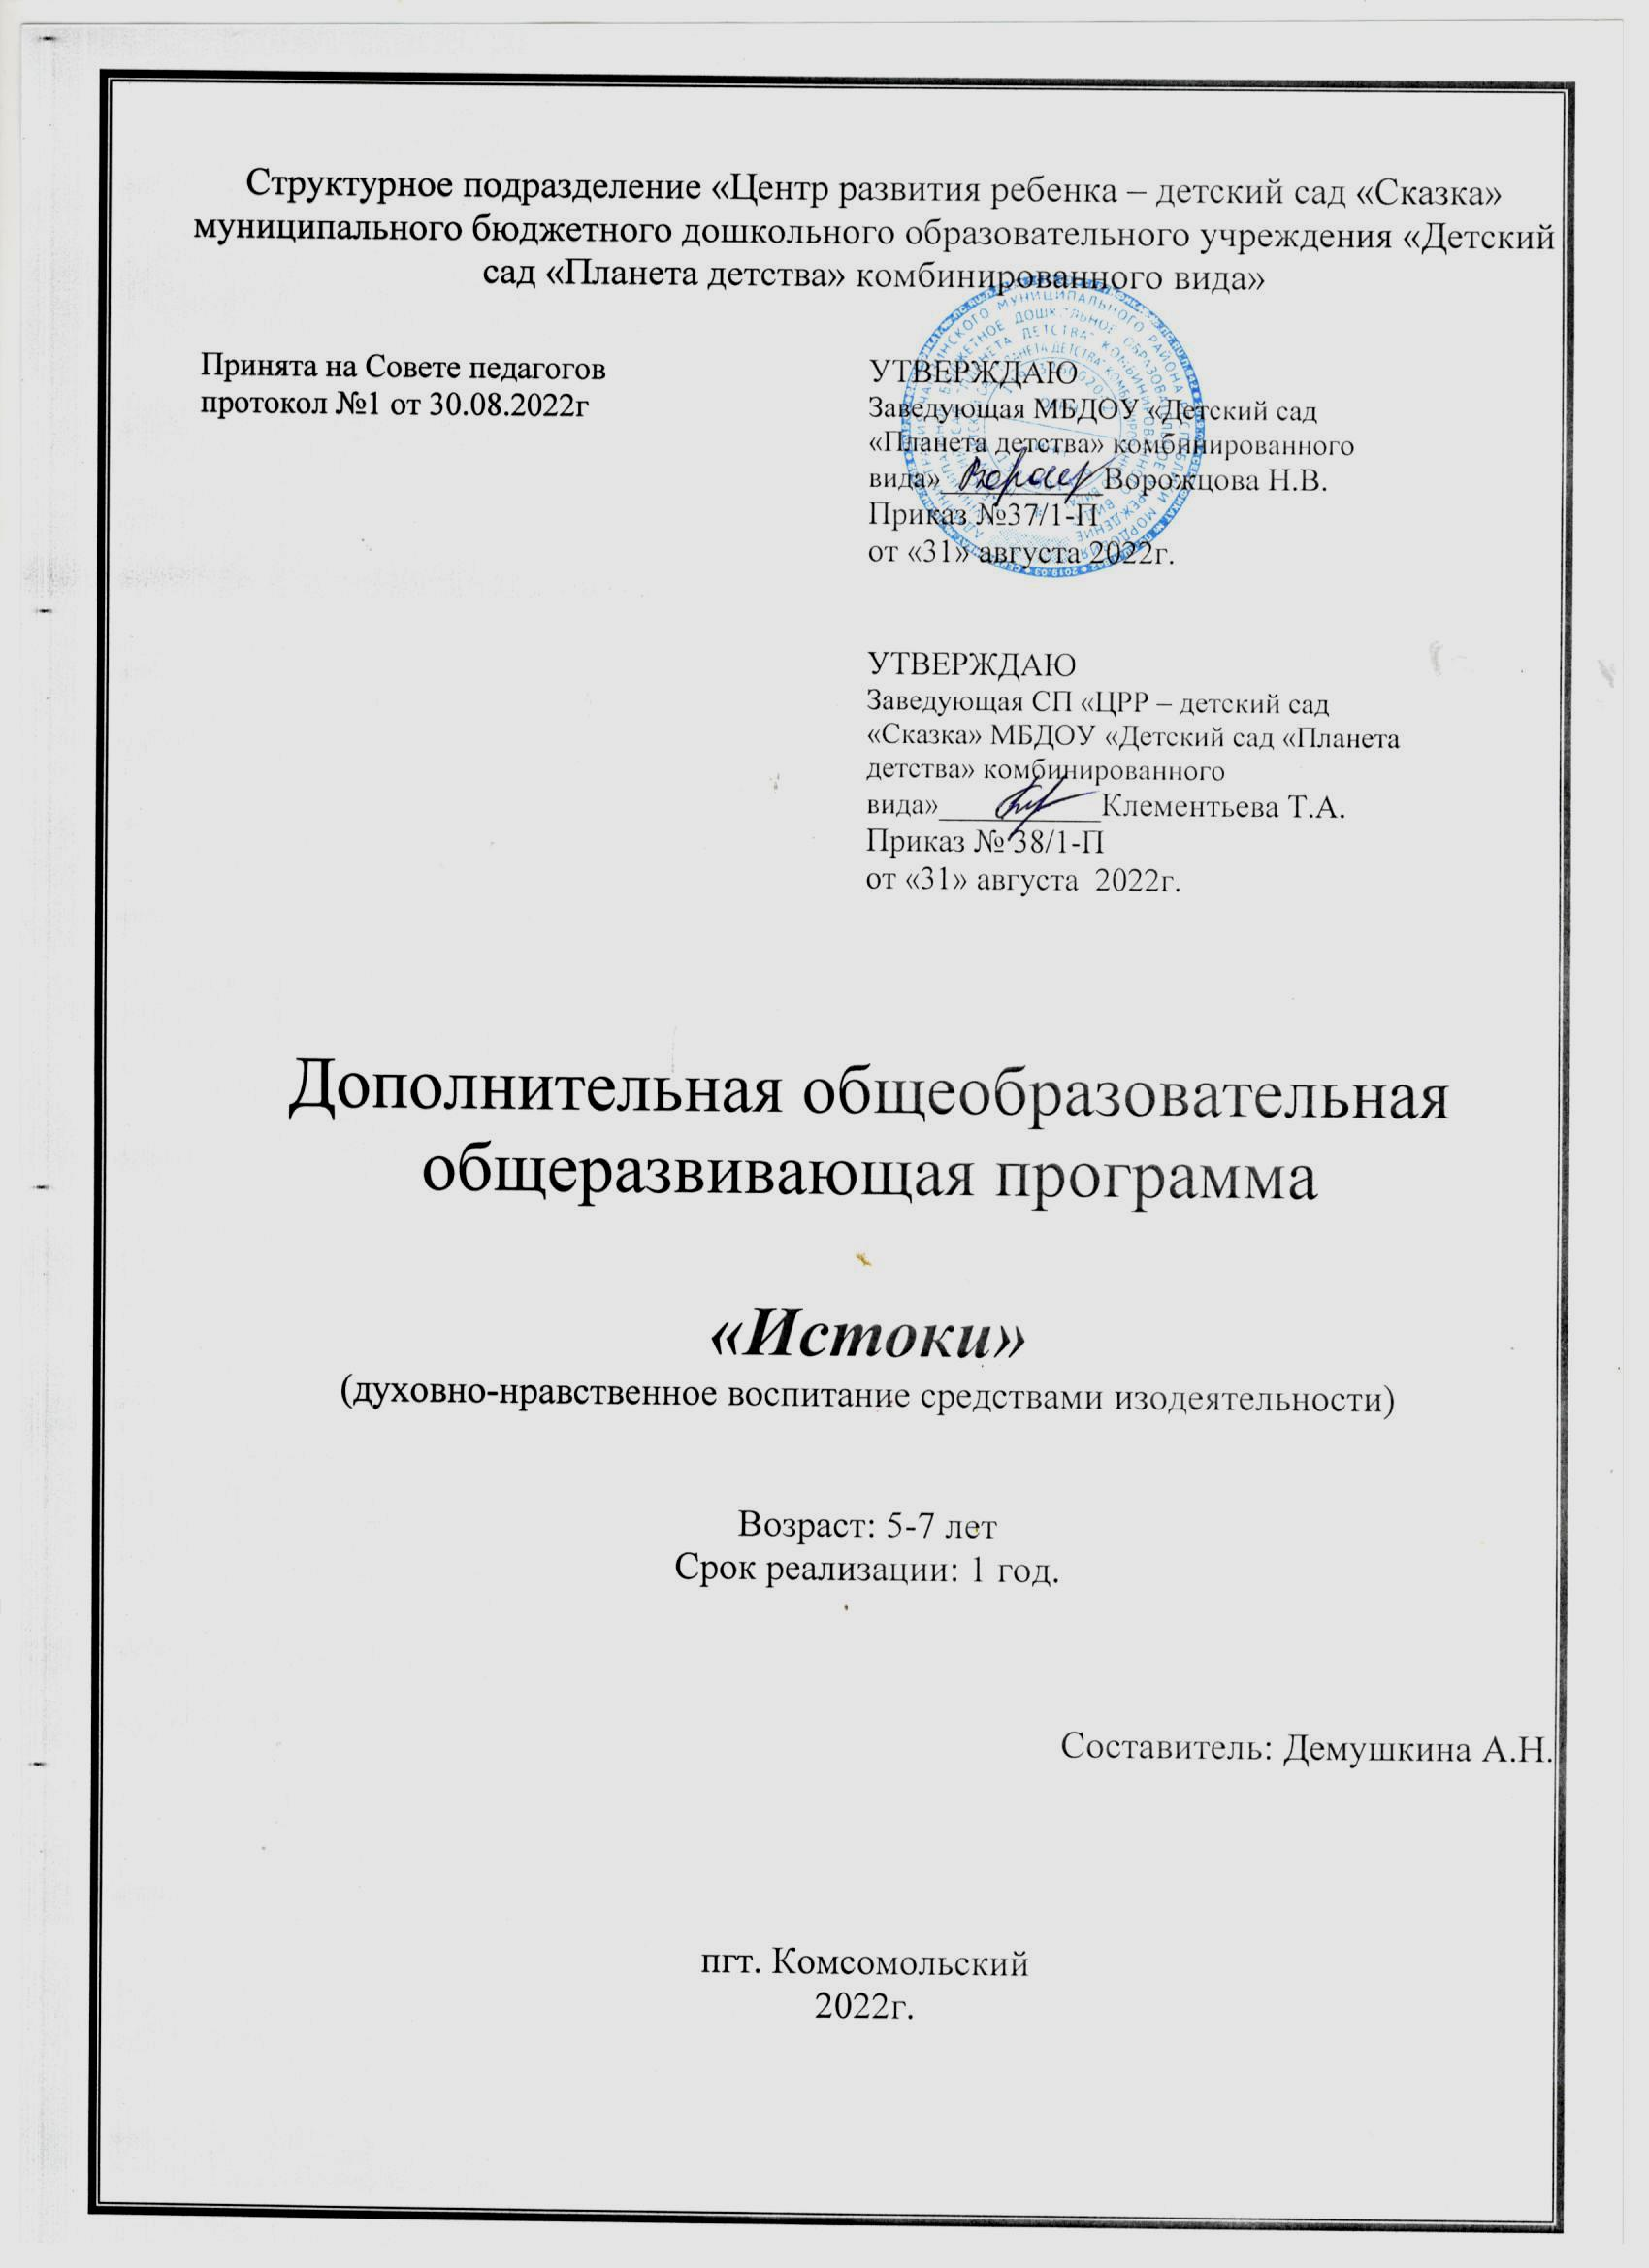 Структурное подразделение «Центр развития ребенка – детский сад «Сказка»
муниципального бюджетного дошкольного образовательного учреждения «Детский
сад «Планета детства» комбинированного вида»
Принята на Совете педагогов
протокол №1 от 30.08.2022г
УТВЕРЖДАЮ
Заведующая МБДОУ «Детский сад
«Планета детства» комбинированного
вида»__________Ворожцова Н.В.
Приказ №37/1-П
от «31» августа 2022г.
УТВЕРЖДАЮ
Заведующая СП «ЦРР – детский сад
«Сказка» МБДОУ «Детский сад «Планета
детства» комбинированного
вида»__________Клементьева Т.А.
Приказ № 38/1-П
от «31» августа 2022г.
Дополнительная общеобразовательная
общеразвивающая программа
«Истоки»
(духовно-нравственное воспитание средствами изодеятельности)
Возраст: 5-7 лет
Срок реализации: 1 год.
Составитель: Демушкина А.Н.
пгт. Комсомольский
2022г.